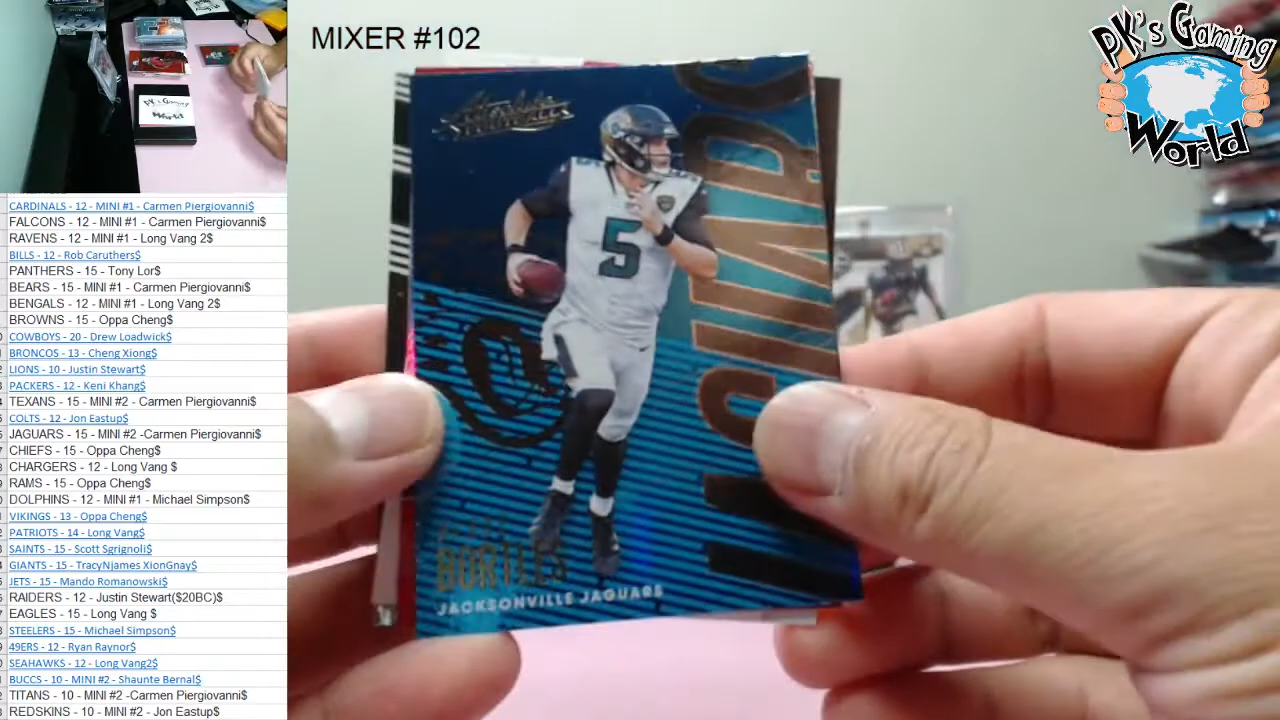 MIXER #102
PK's Gaming
World
PK's Gaming
World
CARDINALS - 12 - MINI #1 - Carmen Piergiovanni$
FALCONS - 12 - MINI #1 - Carmen Piergiovanni$
RAVENS - 12 - MINI #1 - Long Vang 2$
BILLS - 12 - Rob Caruthers$
PANTHERS - 15 - Tony Lor$
BEARS - 15 - MINI #1 - Carmen Piergiovanni$
BENGALS - 12 - MINI #1 - Long Vang 2$
BROWNS - 15 - Oppa Cheng$
COWBOYS - 20 - Drew Loadwick$
BRONCOS - 13 - Cheng Xiong$
LIONS - 10 - Justin Stewart$
PACKERS - 12 - Keni Khang$
TEXANS - 15 - MINI #2 - Carmen Piergiovanni$
COLTS - 12 - Jon Eastup$
JAGUARS - 15 - MINI #2 -Carmen Piergiovanni$
CHIEFS - 15 - Oppa Cheng$
CHARGERS - 12 - Long Vang $
RAMS - 15 - Oppa Cheng$
DOLPHINS - 12 - MINI #1 - Michael Simpson$
VIKINGS - 13 - Oppa Cheng$
PATRIOTS - 14 - Long Vang$
SAINTS - 15 - Scott Sgrignoli$
GIANTS - 15 - TracyNjames XionGnay$
JETS - 15 - Mando Romanowski$
RAIDERS - 12 - Justin Stewart($20BC)$
EAGLES - 15 - Long Vang $
STEELERS - 15 - Michael Simpson$
49ERS - 12 - Ryan Raynor$
SEAHAWKS - 12 - Long Vang2$
BUCCS - 10 - MINI #2 - Shaunte Bernal$
TITANS - 10 - MINI #2 -Carmen Piergiovanni$
REDSKINS - 10 - MINI #2 - Jon Eastup$
Absolute
FOOTBALL
5
BORTLES
JACKSONVILLE JAGUARS